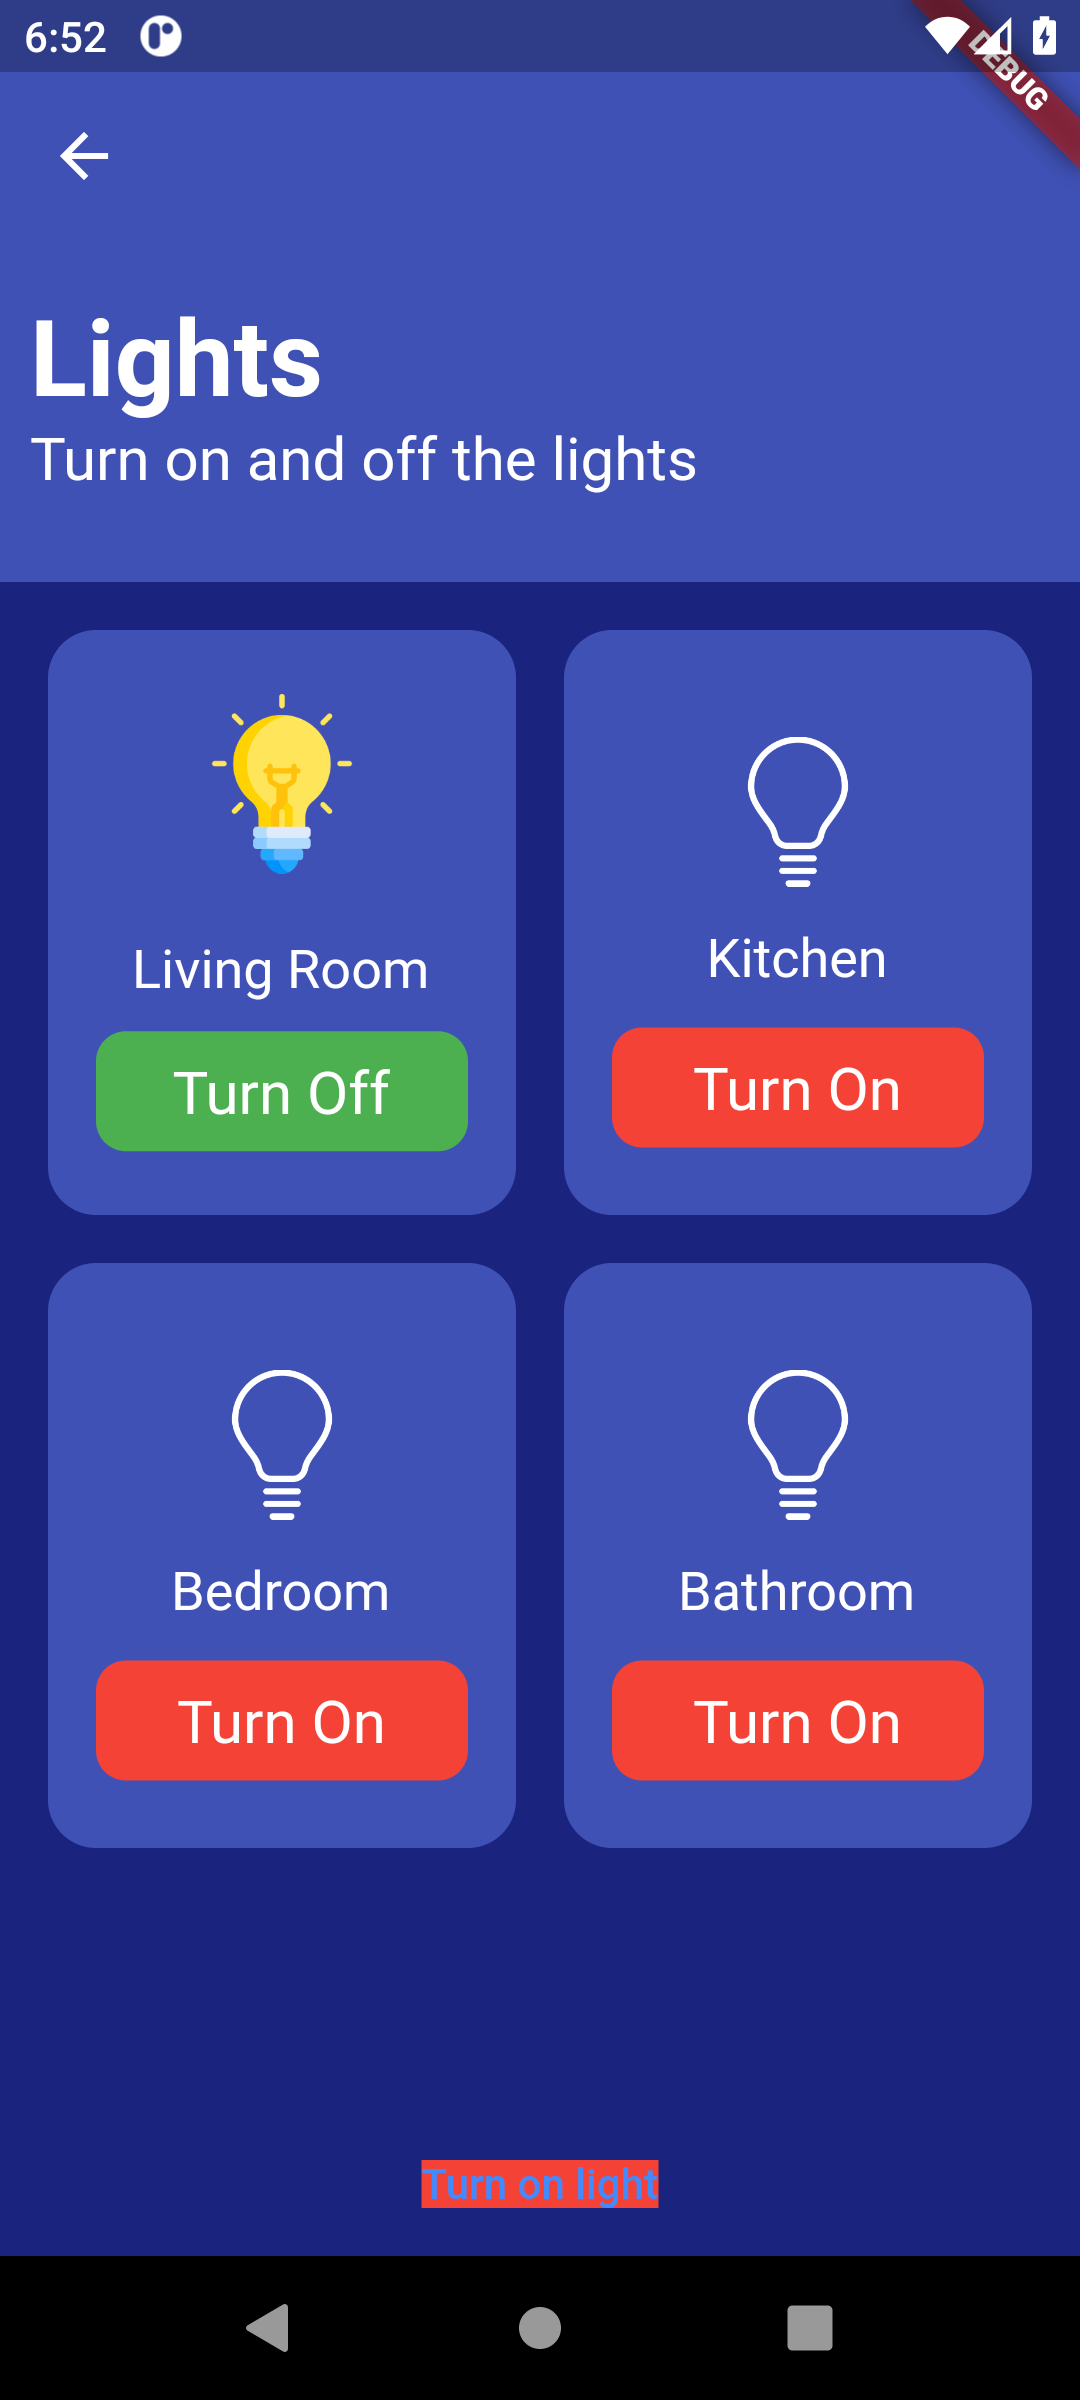 6:52
DEBUG
Lights
Turn on and off the lights
Living Room
Kitchen
Turn Off
Turn On
Bedroom
Bathroom
Turn On
Turn On
Turn on light